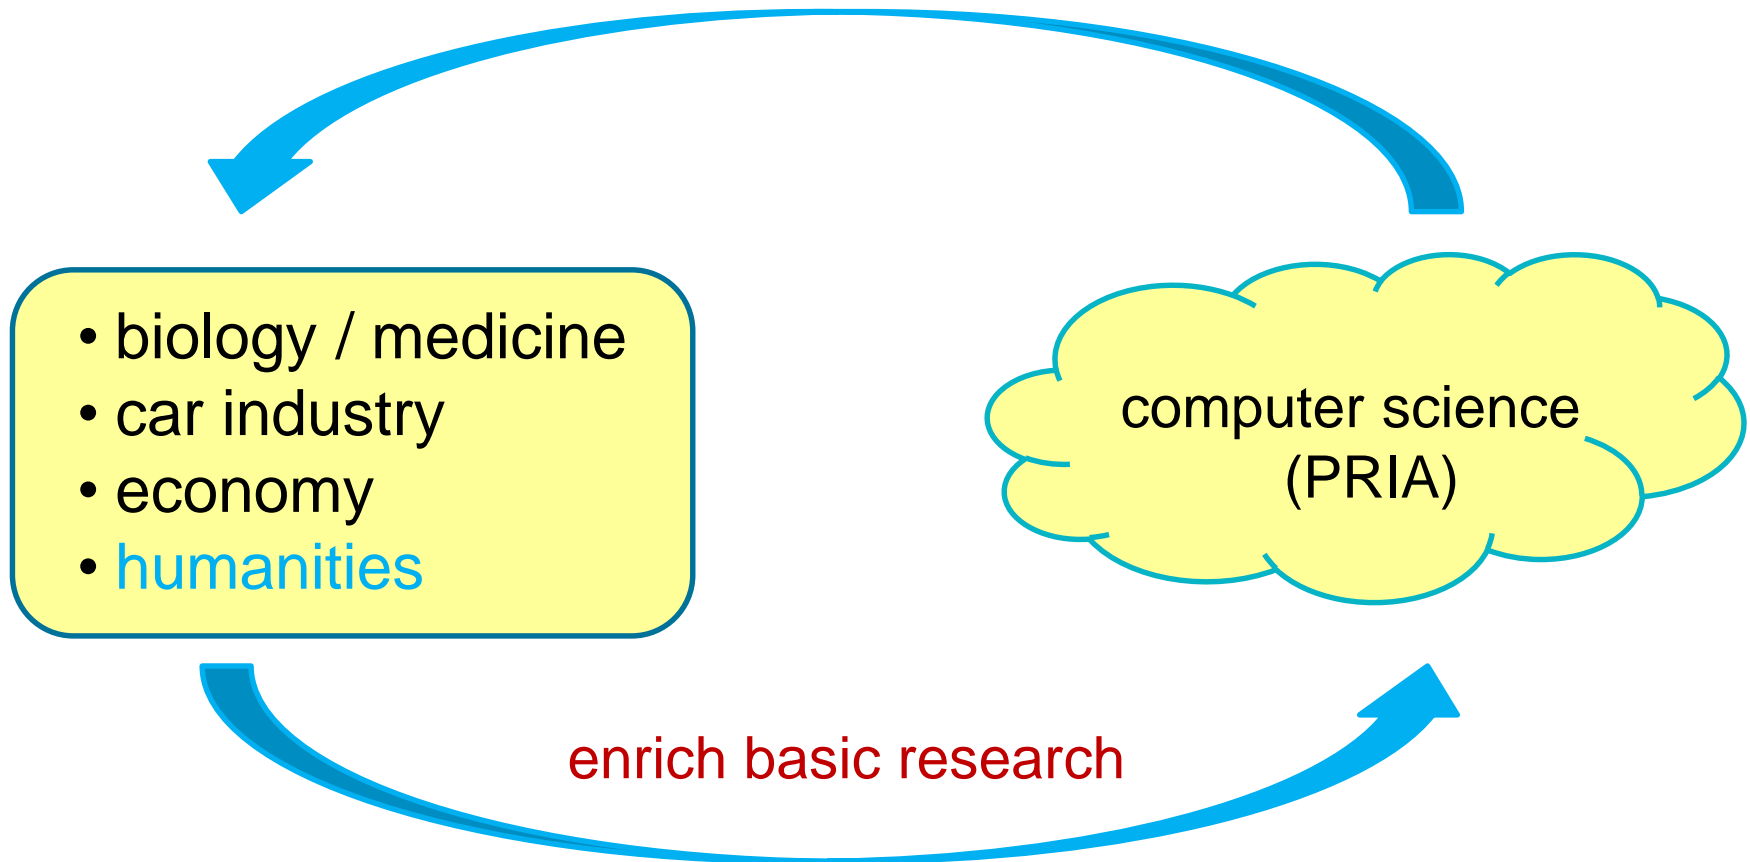 • biology / medicine
• car industry
• economy
• humanities
computer science
(PRIA)
enrich basic research